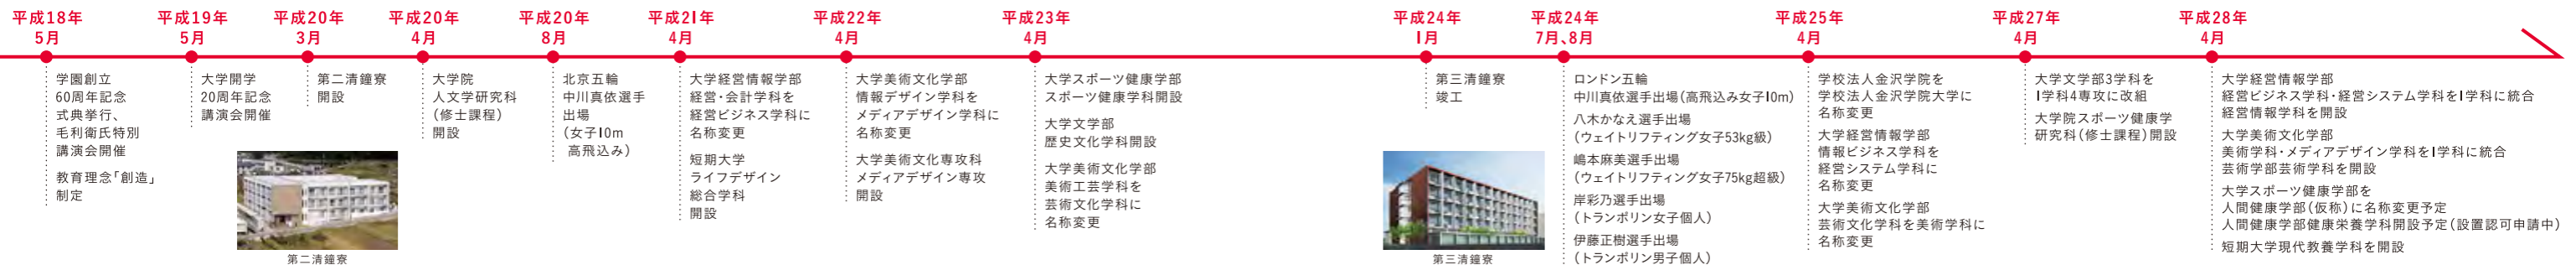 平成18年
5月
学園創立
60周年記念
式典挙行、
毛利衛氏特別
講演会開催
教育理念「創造」
制定
平成19年
5月
大学開学
20周年記念
講演会開催
平成20年
3月
第二清鐘寮
開設
第二清鐘寮
平成20年
4月
大学院
人文学研究科
(修士課程)
開設
平成20年
8月
北京五輪
中川真依選手
出場
(女子10m
高飛込み)
平成21年
4月
大学経営情報学部
経営・会計学科を
経営ビジネス学科に
名称変更
短期大学
ライフデザイン
総合学科
開設
平成22年
4月
大学美術文化学部
情報デザイン学科を
メディアデザイン学科に
名称変更
大学美術文化専攻科
メディアデザイン専攻
開設
平成23年
4月
大学スポーツ健康学部
スポーツ健康学科開設
大学文学部
歴史文化学科開設
大学美術文化学部
美術工芸学科を
芸術文化学科に
名称変更
平成24年
1月
第三清鐘寮
竣工
第三清鐘寮
平成24年
7月、8月
ロンドン五輪
中川真依選手出場(高飛込み女子10m)
八木かなえ選手出場
(ウェイトリフティング女子53kg級)
嶋本麻美選手出場
(ウェイトリフティング女子75kg超級)
岸彩乃選手出場
(トランポリン女子個人)
伊藤正樹選手出場
(トランポリン男子個人)
平成25年
4月
学校法人金沢学院を
学校法人金沢学院大学に
名称変更
大学経営情報学部
情報ビジネス学科を
経営システム学科に
名称変更
大学美術文化学部
芸術文化学科を美術学科に
名称変更
平成27年
4月
大学文学部3学科を
1学科4専攻に改組
大学院スポーツ健康学
研究科(修士課程)開設
平成28年
4月
大学経営情報学部
経営ビジネス学科・経営システム学科を1学科に統合
経営情報学科を開設
大学美術文化学部
美術学科・メディアデザイン学科を1学科に統合
芸術学部芸術学科を開設
大学スポーツ健康学部を
人間健康学部(仮称)に名称変更予定
人間健康学部健康栄養学科開設予定(設置認可申請中)
短期大学現代教養学科を開設